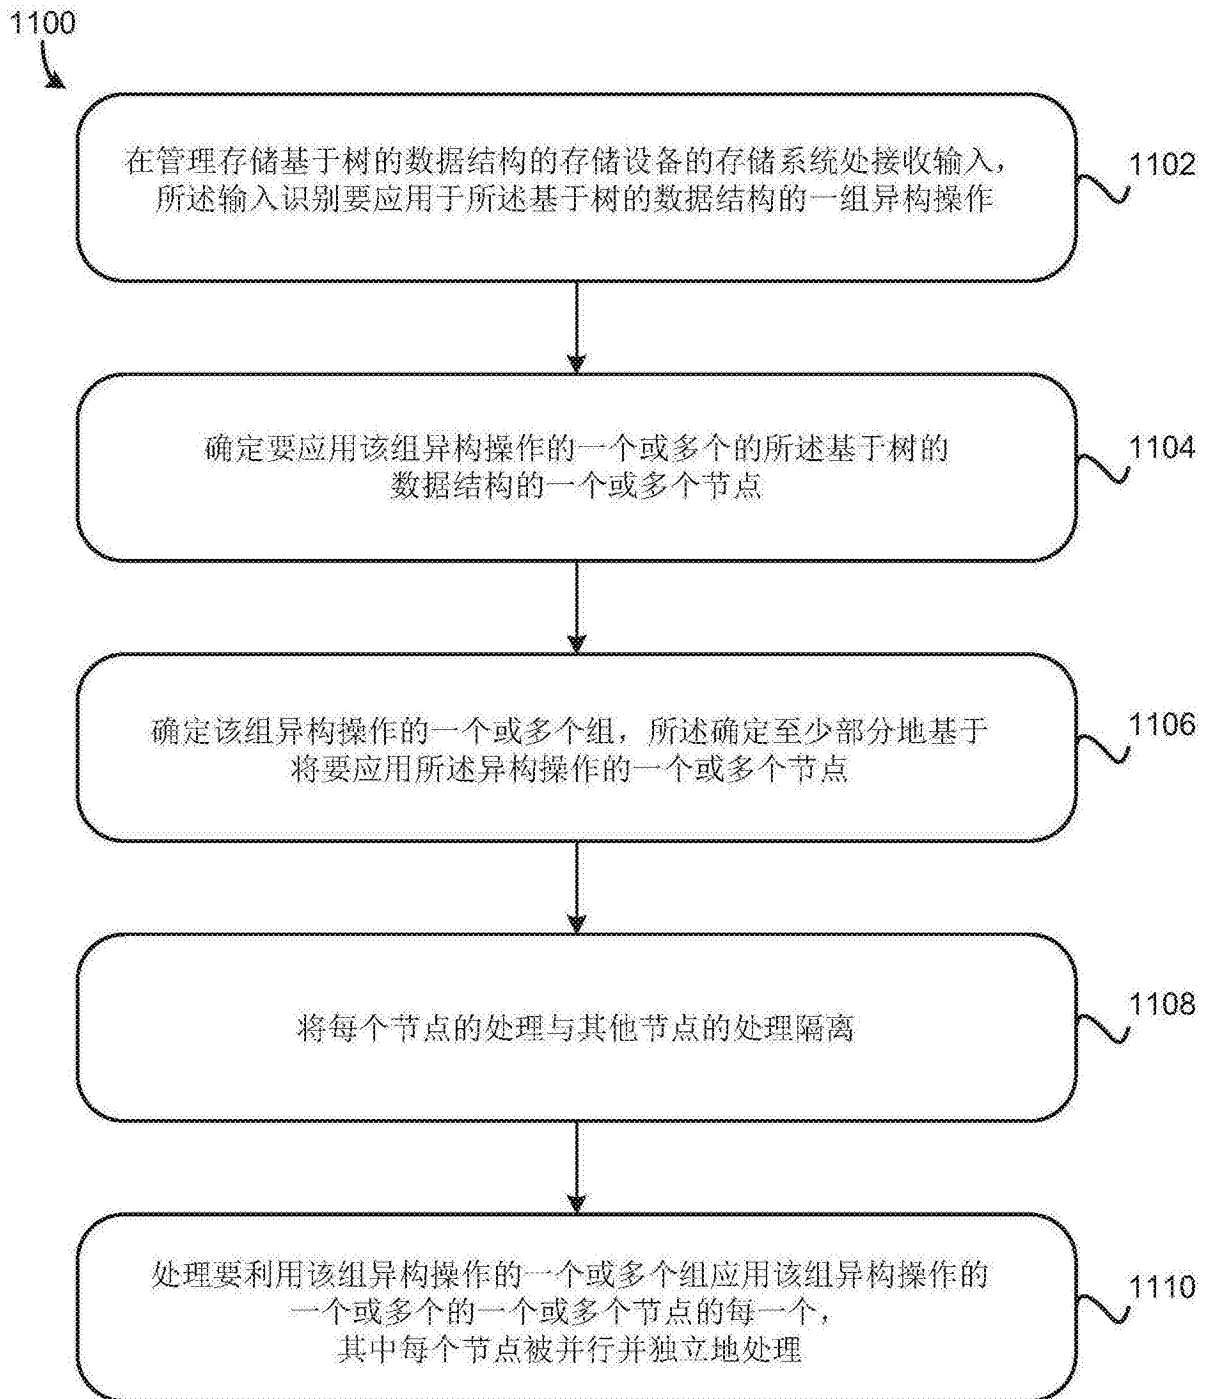 1100
在管理存储基于树的数据结构的存储设备的存储系统处接收输入，
所述输入识别要应用于所述基于树的数据结构的一组异构操作
1102
确定要应用该组异构操作的一个或多个的所述基于树的
数据结构的一个或多个节点
1104
确定该组异构操作的一个或多个组，所述确定至少部分地基于
将要应用所述异构操作的一个或多个节点
1106
将每个节点的处理与其他节点的处理隔离
1108
处理要利用该组异构操作的一个或多个组应用该组异构操作的
一个或多个的一个或多个节点的每一个，
其中每个节点被并行并独立地处理
1110